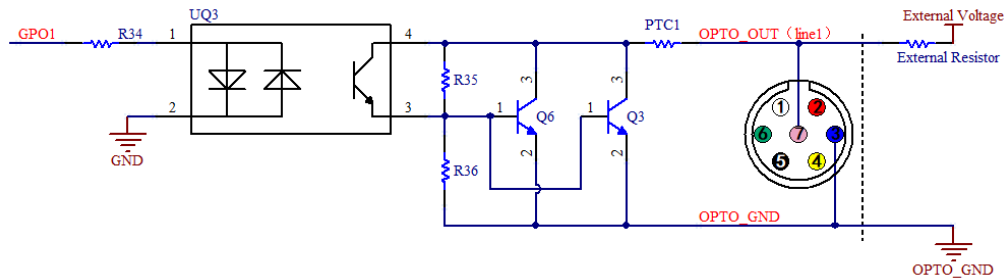 UQ3
External Voltage
GPO1
R34
1
4
PTC1
OPTO_OUT（line1）
External Resistor
R35
3
3
1
2
2
3
1
Q6
1
Q3
6
7
3
GND
R36
2
2
5
4
OPTO_GND
OPTO_GND